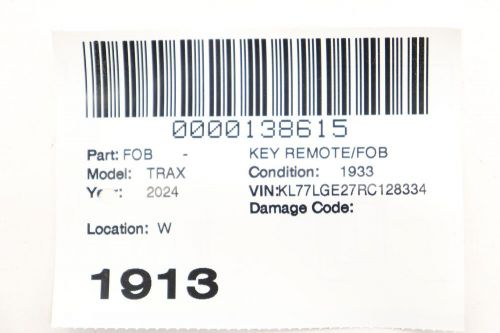 0000138615
Part: FOB - KEY REMOTE/FOB
Model: TRAX Condition: 1933
Year: 2024 VIN:KL77LGE27RC128334
Damage Code:
Location: W
1913